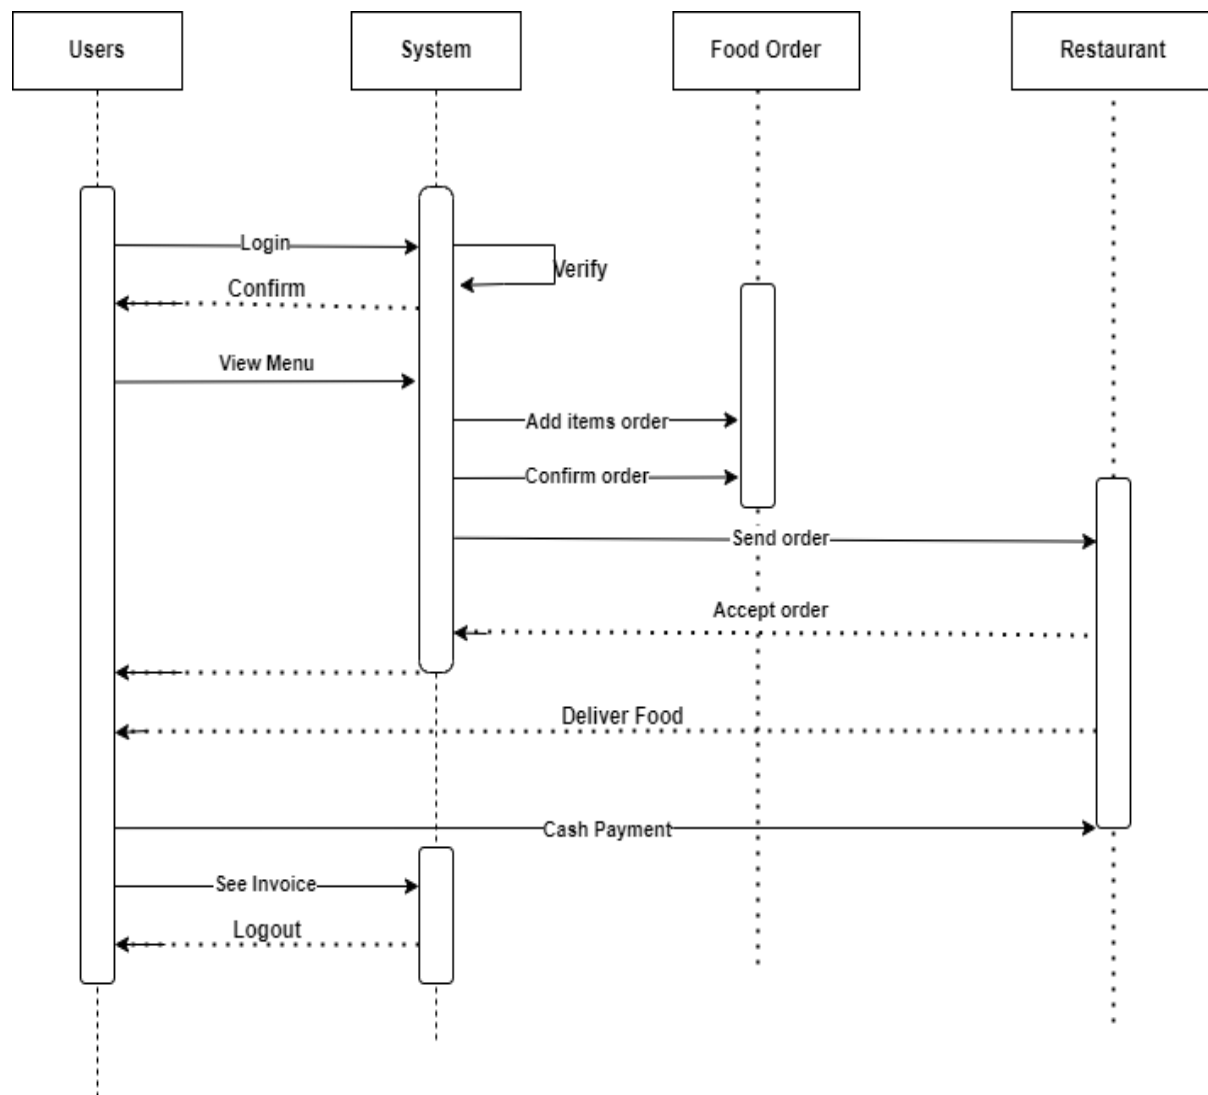 Users
System
Food Order
Restaurant
Login
Verify
Confirm
View Menu
Add items order
Confirm order
Send order
Accept order
Deliver Food
Cash Payment
See Invoice
Logout